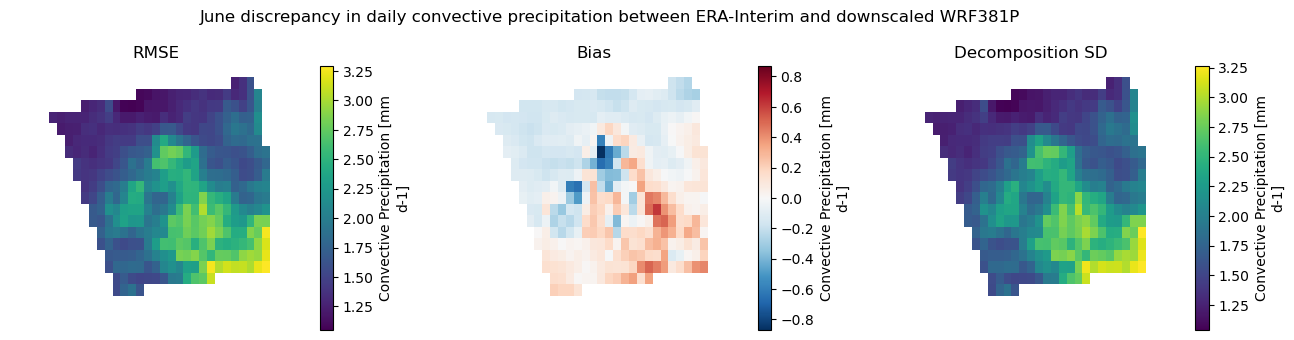 June discrepancy in daily convective precipitation between ERA-Interim and downscaled WRF381P
RMSE
3.25
3.00
2.75
2.50
2.25
2.00
1.75
1.50
1.25
Convective Precipitation [mm
d-1]
Bias
0.8
0.6
0.4
0.2
0.0
−0.2
−0.4
−0.6
−0.8
Convective Precipitation [mm
d-1]
Decomposition SD
3.25
3.00
2.75
2.50
2.25
2.00
1.75
1.50
1.25
Convective Precipitation [mm
d-1]